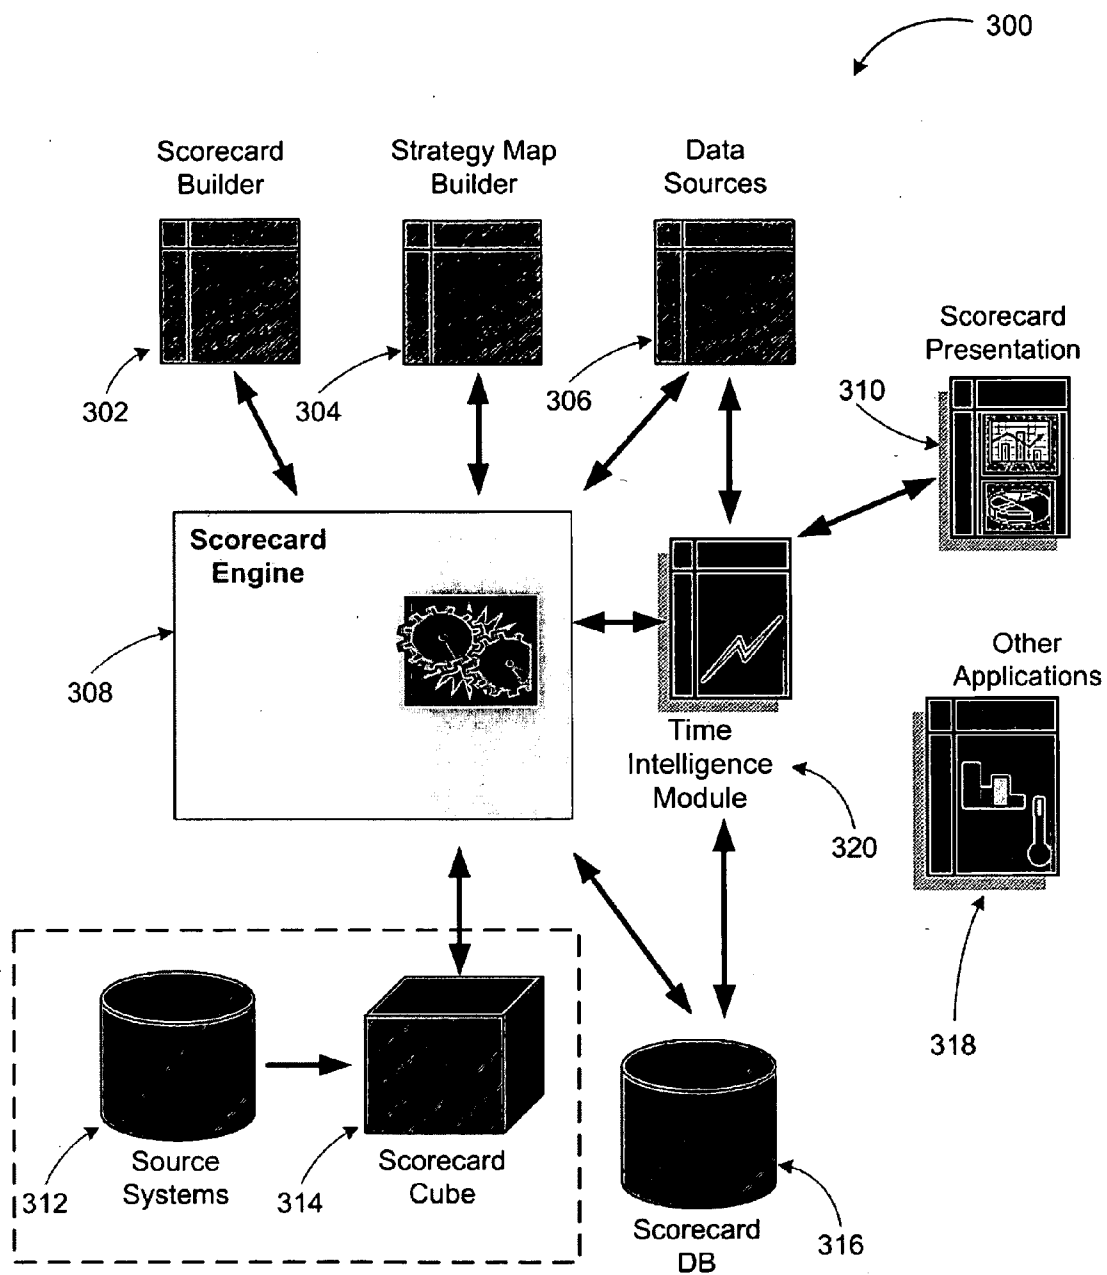 300
Scorecard
Builder
Strategy Map
Builder
Data
Sources
302
304
306
Scorecard
Presentation
310
Scorecard
Engine
308
Time
Intelligence
Module
320
Other
Applications
318
Source
Systems
312
Scorecard
Cube
314
Scorecard
DB
316